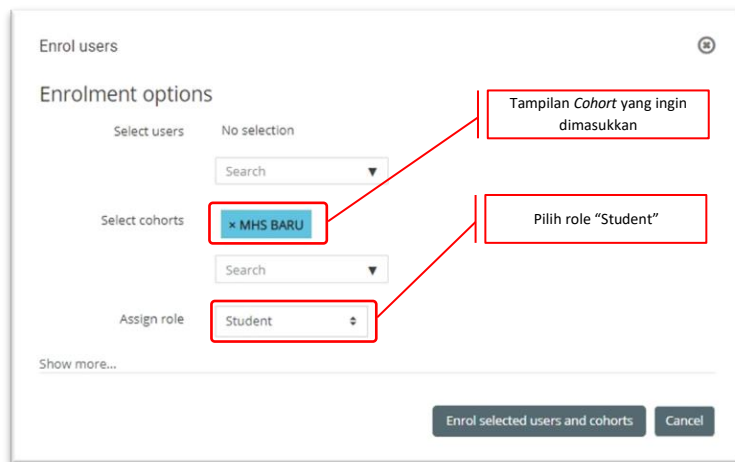 Enrol users
Enrolment options
Select users No selection
Search
Select cohorts × MHS BARU
Search
Assign role Student
Show more...
Enrol selected users and cohorts Cancel
Tampilan Cohort yang ingin
dimasukkan
Pilih role “Student”